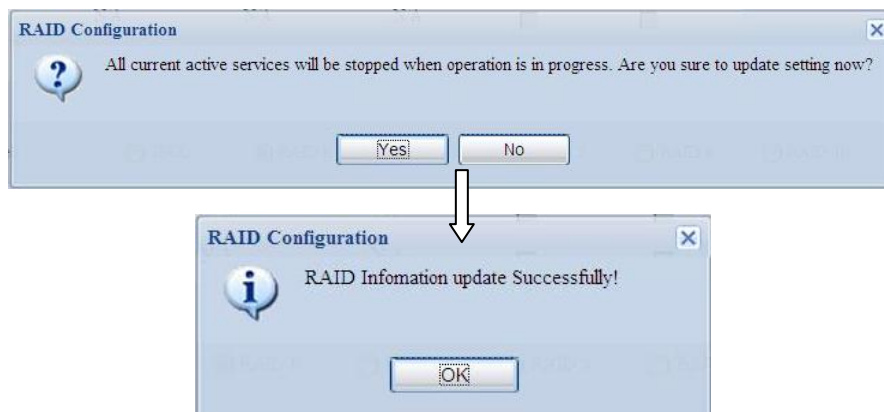 RAID Configuration
All current active services will be stopped when operation is in progress. Are you sure to update setting now?
Yes
No
RAID Configuration
RAID Infomation update Successfully!
OK